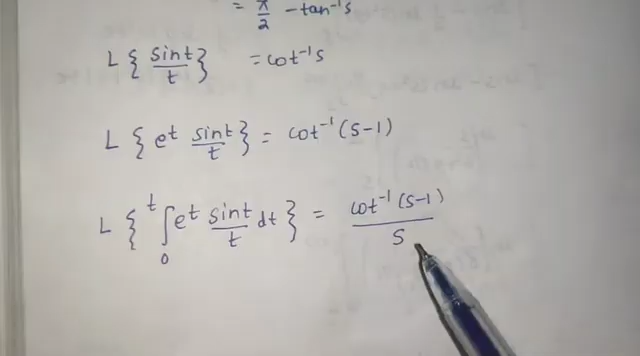 = π/2 - tan⁻¹s
L { sint/t } = cot⁻¹s
L { eᵗ sint/t } = cot⁻¹(s-1)
L { ∫₀ᵗ eᵗ sint/t dt } = cot⁻¹(s-1)/s